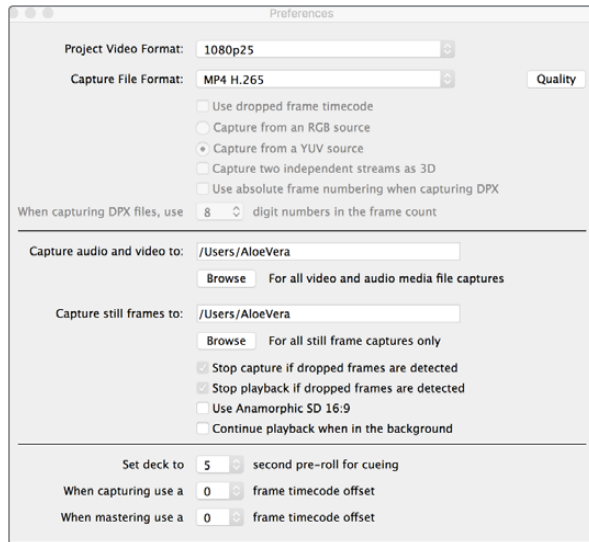 Preferences
Project Video Format: 1080p25
Capture File Format: MP4 H.265 Quality
Use dropped frame timecode
Capture from an RGB source
Capture from a YUV source
Capture two independent streams as 3D
Use absolute frame numbering when capturing DPX
When capturing DPX files, use 8 digit numbers in the frame count
Capture audio and video to: /Users/AloeVera
Browse For all video and audio media file captures
Capture still frames to: /Users/AloeVera
Browse For all still frame captures only
Stop capture if dropped frames are detected
Stop playback if dropped frames are detected
Use Anamorphic SD 16:9
Continue playback when in the background
Set deck to 5 second pre-roll for cueing
When capturing use a 0 frame timecode offset
When mastering use a 0 frame timecode offset